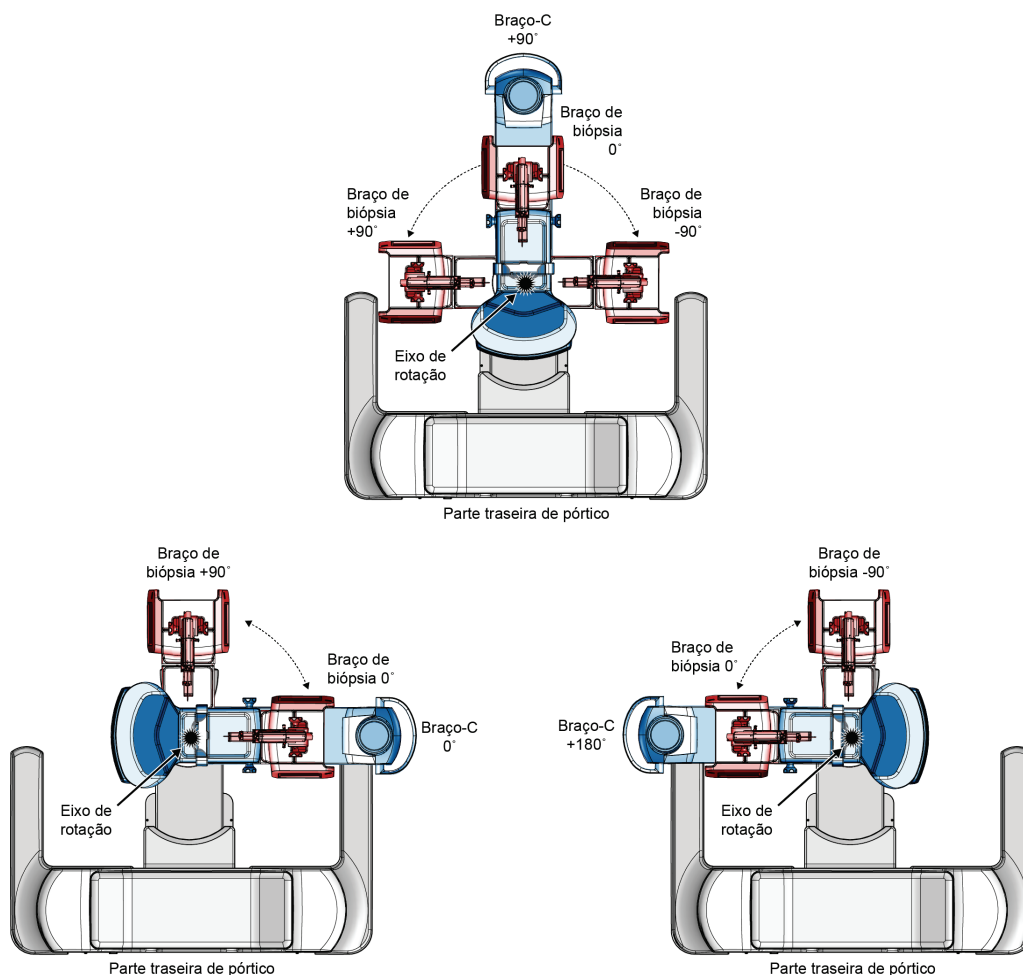 Braço-C
+90˚
Braço de
biópsia
0˚
Braço de
biópsia
+90˚
Braço de
biópsia
-90˚
Eixo de
rotação
Parte traseira de pórtico
Braço de
biópsia +90˚
Braço de
biópsia 0˚
Braço-C
0˚
Eixo de
rotação
Parte traseira de pórtico
Braço de
biópsia -90˚
Braço de
biópsia 0˚
Braço-C
+180˚
Eixo de
rotação
Parte traseira de pórtico